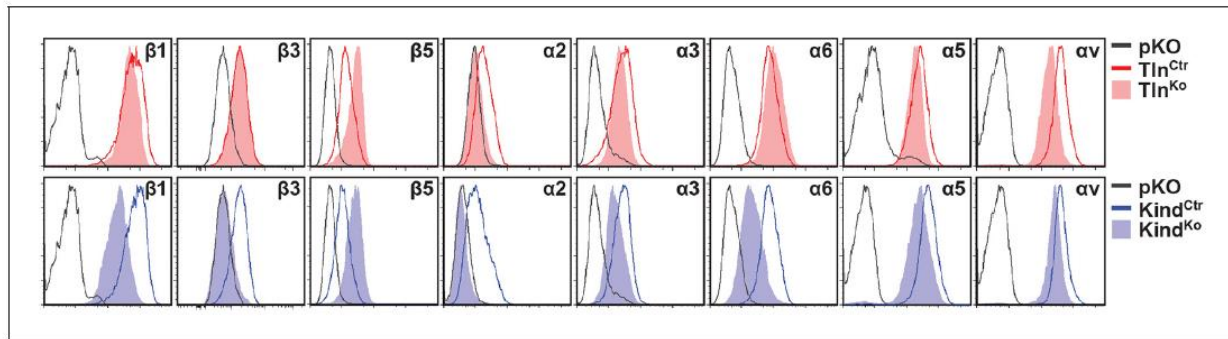 β1 β3 β5 α2 α3 α6 α5 αv
pKO
Tln^Ctr
Tln^Ko
β1 β3 β5 α2 α3 α6 α5 αv
pKO
Kind^Ctr
Kind^Ko